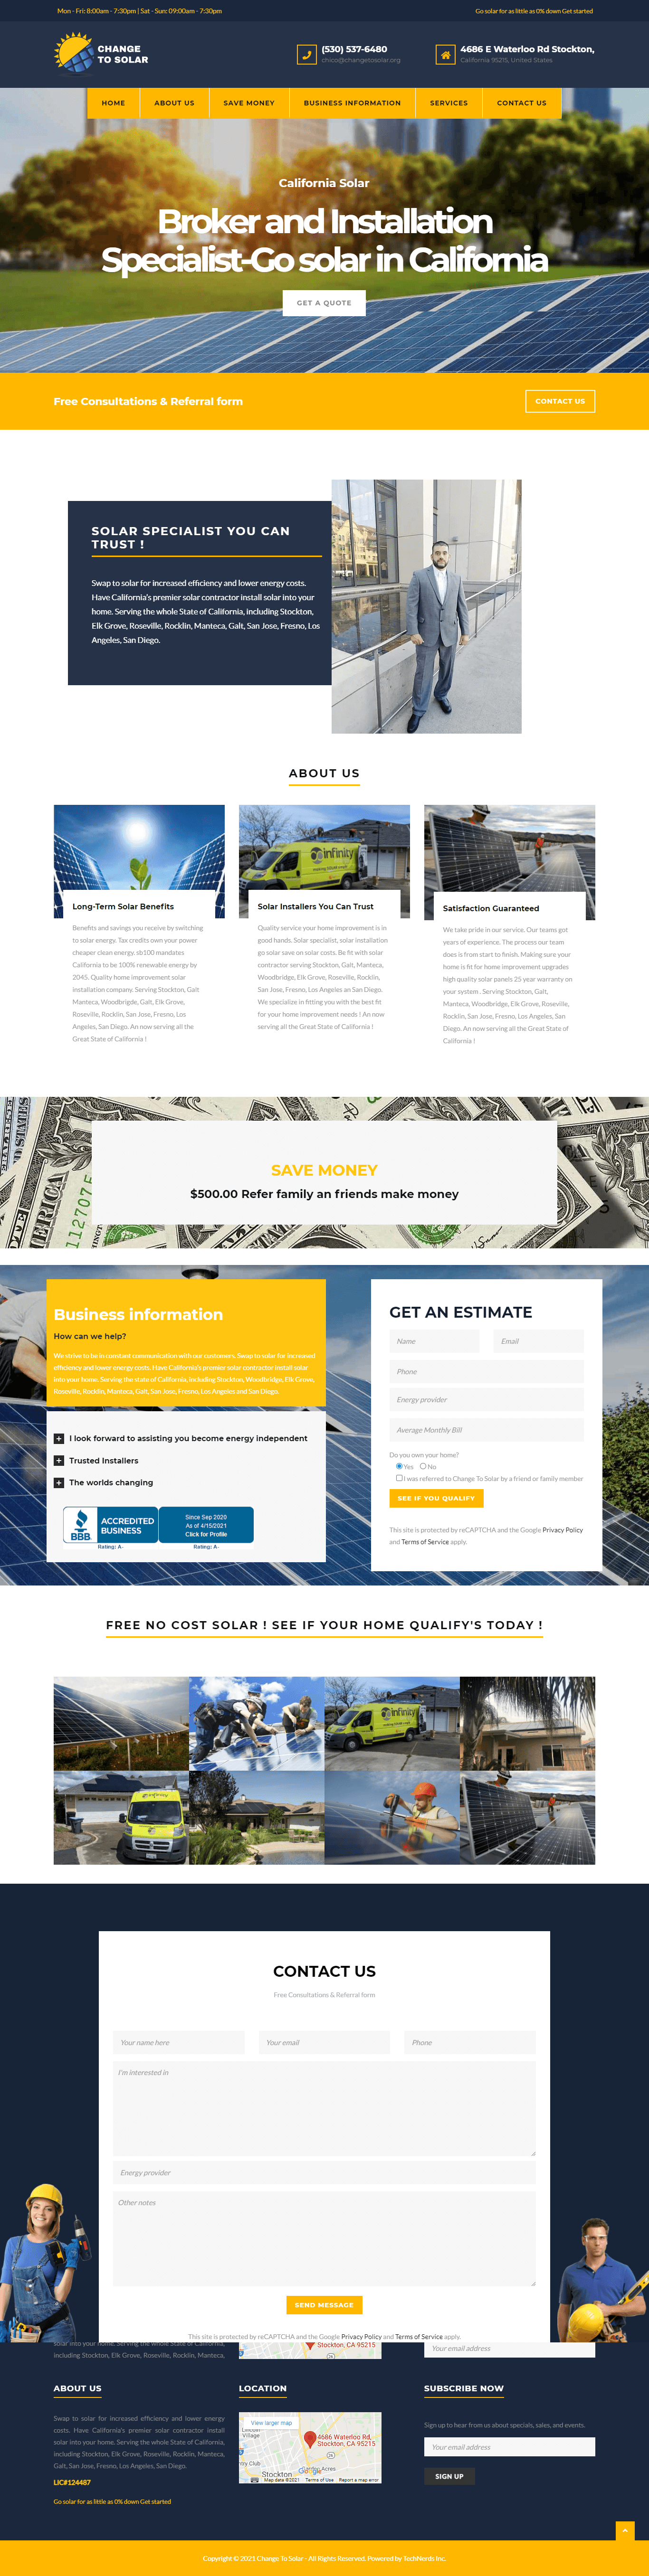 Mon - Fri: 8:00am - 7:30pm | Sat - Sun: 09:00am - 7:30pm
Go solar for as little as 0% down Get started
CHANGE
TO SOLAR
(530) 537-6480
chico@changetosolar.org
4686 E Waterloo Rd Stockton,
California 95215, United States
HOME
ABOUT US
SAVE MONEY
BUSINESS INFORMATION
SERVICES
CONTACT US
California Solar
Broker and Installation
Specialist-Go solar in California
GET A QUOTE
Free Consultations & Referral form
CONTACT US
SOLAR SPECIALIST YOU CAN
TRUST !
Swap to solar for increased efficiency and lower energy costs.
Have California's premier solar contractor install solar into your
home. Serving the whole State of California, including Stockton,
Elk Grove, Roseville, Rocklin, Manteca, Galt, San Jose, Fresno, Los
Angeles, San Diego.
ABOUT US
infinity
Long-Term Solar Benefits
Benefits and savings you receive by switching
to solar energy. Tax credits own your power
cheaper clean energy. sb100 mandates
California to be 100% renewable energy by
2045. Quality home improvement solar
installation company. Serving Stockton, Galt
Manteca, Woodbrigde, Galt, Elk Grove,
Roseville, Rocklin, San Jose, Fresno, Los
Angeles, San Diego. An now serving all the
Great State of California !
Solar Installers You Can Trust
Quality service your home improvement is in
good hands. Solar specialist, solar installation
go solar save on solar costs. Be fit with solar
contractor serving Stockton, Galt, Manteca,
Woodbridge, Elk Grove, Roseville, Rocklin,
San Jose, Fresno, Los Angeles an San Diego.
We specialize in fitting you with the best fit
for your home improvement needs ! An now
serving all the Great State of California !
Satisfaction Guaranteed
We take pride in our service. Our teams got
years of experience. The process our team
does is from start to finish. Making sure your
home is fit for home improvement upgrades
high quality solar panels 25 year warranty on
your system . Serving Stockton, Galt,
Manteca, Woodbridge, Elk Grove, Roseville,
Rocklin, San Jose, Fresno, Los Angeles, San
Diego. An now serving all the Great State of
California !
SAVE MONEY
$500.00 Refer family an friends make money
Business information
How can we help?
We strive to be in constant communication with our customers. Swap to solar for increased
efficiency and lower energy costs. Have California's premier solar contractor install solar
into your home. Serving the state of California, including Stockton, Woodbridge, Elk Grove,
Roseville, Rocklin, Manteca, Galt, San Jose, Fresno, Los Angeles and San Diego.
I look forward to assisting you become energy independent
Trusted Installers
The worlds changing
BBB
ACCREDITED
BUSINESS
Since Sep 2020
As of 4/15/2021
Click for Profile
Rating: A-
Rating: A-
GET AN ESTIMATE
Name
Email
Phone
Energy provider
Average Monthly Bill
Do you own your home?
Yes
No
I was referred to Change To Solar by a friend or family member
SEE IF YOU QUALIFY
This site is protected by reCAPTCHA and the Google Privacy Policy
and Terms of Service apply.
FREE NO COST SOLAR ! SEE IF YOUR HOME QUALIFY'S TODAY !
infinity
CONTACT US
Free Consultations & Referral form
Your name here
Your email
Phone
I'm interested in
Energy provider
Other notes
SEND MESSAGE
This site is protected by reCAPTCHA and the Google Privacy Policy and Terms of Service apply.
solar into your home. Serving the whole State of California,
including Stockton, Elk Grove, Roseville, Rocklin, Manteca,
Stockton, CA 95215
Your email address
ABOUT US
Swap to solar for increased efficiency and lower energy
costs. Have California's premier solar contractor install
solar into your home. Serving the whole State of California,
including Stockton, Elk Grove, Roseville, Rocklin, Manteca,
Galt, San Jose, Fresno, Los Angeles, San Diego.
LIC#124487
Go solar for as little as 0% down Get started
LOCATION
View larger map
4686 Waterloo Rd,
Stockton, CA 95215
Stockton
Google
Map data ©2021
Terms of Use
Report a map error
SUBSCRIBE NOW
Sign up to hear from us about specials, sales, and events.
Your email address
SIGN UP
Copyright © 2021 Change To Solar - All Rights Reserved. Powered by TechNerds Inc.